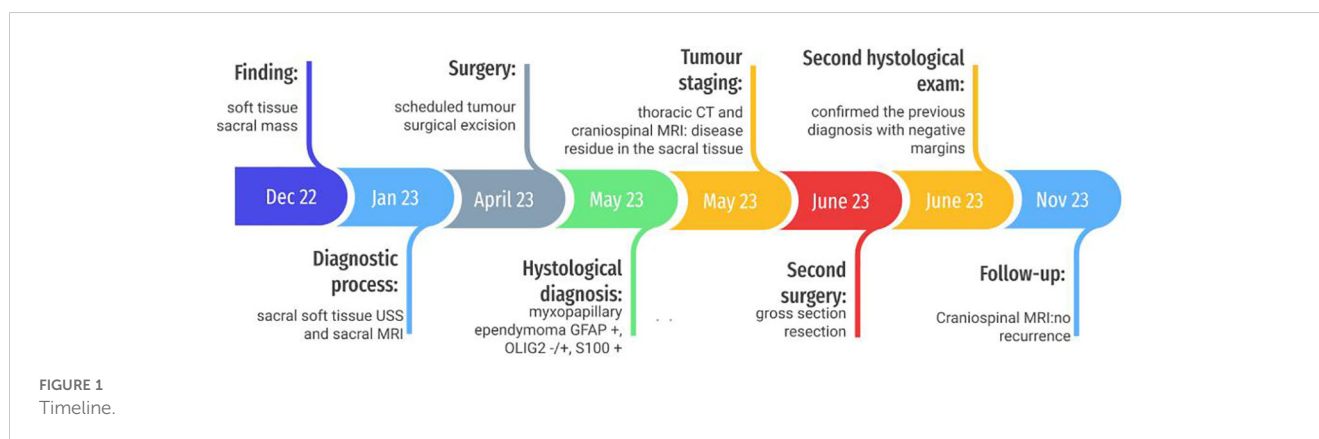 Finding:
soft tissue
sacral mass
Surgery:
scheduled tumour
surgical excision
Tumour
staging:
thoracic CT and
craniospinal MRI: disease
residue in the sacral tissue
Second hystological
exam:
confirmed the previous
diagnosis with negative
margins
Dec 22
Jan 23
April 23
May 23
May 23
June 23
June 23
Nov 23
Diagnostic
process:
sacral soft tissue USS
and sacral MRI
Hystological
diagnosis:
myxopapillary
ependymoma GFAP +,
OLIG2 -/+, S100 +
. .
Second
surgery:
gross section
resection
Follow-up:
Craniospinal MRI:no
recurrence
FIGURE 1
Timeline.